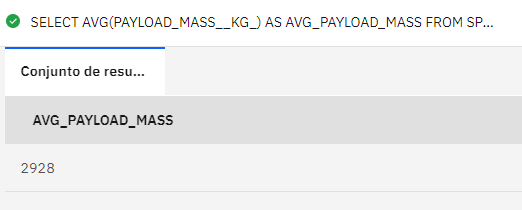 SELECT AVG(PAYLOAD_MASS__KG_) AS AVG_PAYLOAD_MASS FROM SP...
Conjunto de resu...
AVG_PAYLOAD_MASS
2928